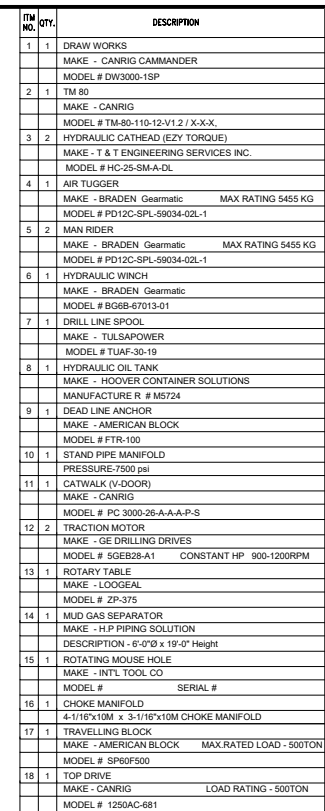 ITM NO. QTY. DESCRIPTION
1 1 DRAW WORKS
MAKE - CANRIG CAMMANDER
MODEL # DW3000-1SP
2 1 TM 80
MAKE - CANRIG
MODEL # TM-80-110-12-V1.2 / X-X-X,
3 2 HYDRAULIC CATHEAD (EZY TORQUE)
MAKE - T & T ENGINEERING SERVICES INC.
MODEL # HC-25-SM-A-DL
4 1 AIR TUGGER
MAKE - BRADEN Gearmatic MAX RATING 5455 KG
MODEL # PD12C-SPL-59034-02L-1
5 2 MAN RIDER
MAKE - BRADEN Gearmatic MAX RATING 5455 KG
MODEL # PD12C-SPL-59034-02L-1
6 1 HYDRAULIC WINCH
MAKE - BRADEN Gearmatic
MODEL # BG6B-67013-01
7 1 DRILL LINE SPOOL
MAKE - TULSAPOWER
MODEL # TUAF-30-19
8 1 HYDRAULIC OIL TANK
MAKE - HOOVER CONTAINER SOLUTIONS
MANUFACTURE R # M5724
9 1 DEAD LINE ANCHOR
MAKE - AMERICAN BLOCK
MODEL # FTR-100
10 1 STAND PIPE MANIFOLD
PRESSURE-7500 psi
11 1 CATWALK (V-DOOR)
MAKE - CANRIG
MODEL # PC 3000-26-A-A-A-P-S
12 2 TRACTION MOTOR
MAKE - GE DRILLING DRIVES
MODEL # 5GEB28-A1 CONSTANT HP 900-1200RPM
13 1 ROTARY TABLE
MAKE - LOOGEAL
MODEL # ZP-375
14 1 MUD GAS SEPARATOR
MAKE - H.P PIPING SOLUTION
DESCRIPTION - 6'-0"Ø x 19'-0" Height
15 1 ROTATING MOUSE HOLE
MAKE - INT'L TOOL CO
MODEL # SERIAL #
16 1 CHOKE MANIFOLD
4-1/16"x10M x 3-1/16"x10M CHOKE MANIFOLD
17 1 TRAVELLING BLOCK
MAKE - AMERICAN BLOCK MAX.RATED LOAD - 500TON
MODEL # SP60F500
18 1 TOP DRIVE
MAKE - CANRIG LOAD RATING - 500TON
MODEL # 1250AC-681